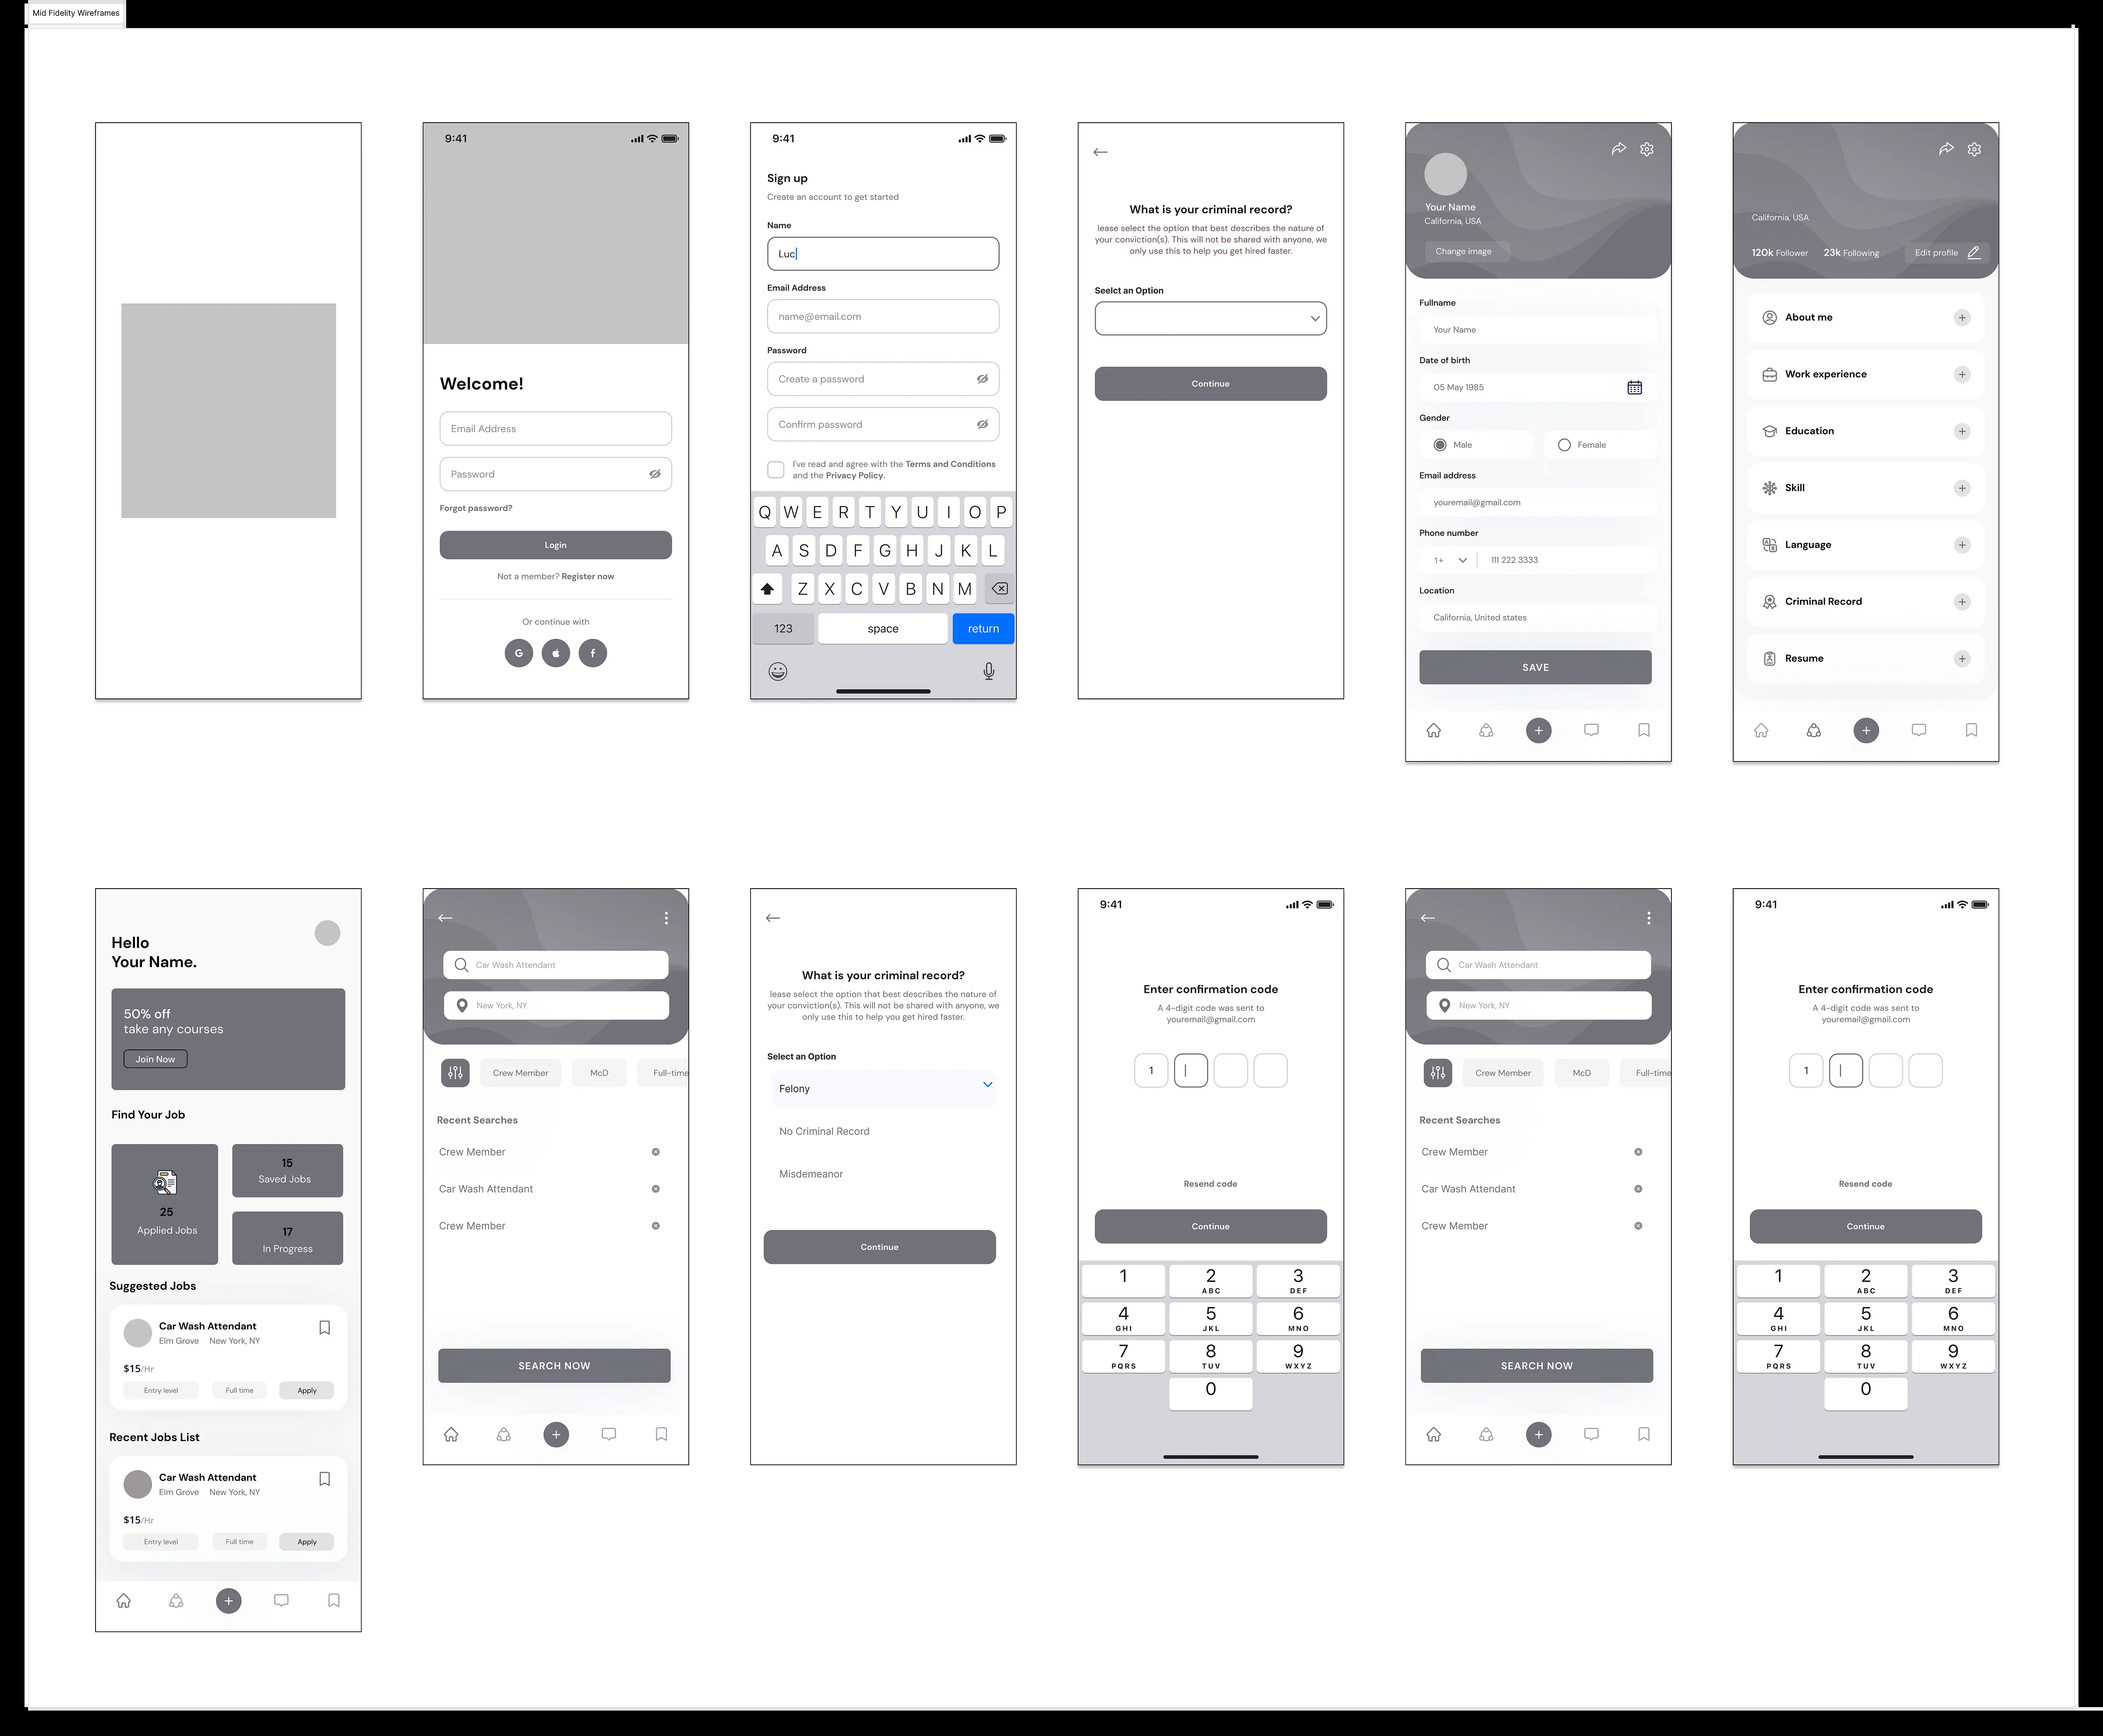 Mid Fidelity Wireframes
9:41
Welcome!
Email Address
Password
Forgot password?
Login
Not a member? Register now
Or continue with
G
f
9:41
Sign up
Create an account to get started
Name
Luc
Email Address
name@email.com
Password
Create a password
Confirm password
I've read and agree with the Terms and Conditions
and the Privacy Policy.
Q W E R T Y U I O P
A S D F G H J K L
Z X C V B N M
123 space return
What is your criminal record?
lease select the option that best describes the nature of
your conviction(s). This will not be shared with anyone, we
only use this to help you get hired faster.
Seelct an Option
Continue
Your Name
California, USA
Change image
Fullname
Your Name
Date of birth
05 May 1985
Gender
Male Female
Email address
youremail@gmail.com
Phone number
1+ 111 222 3333
Location
California, United states
SAVE
California, USA
120k Follower 23k Following Edit profile
About me
Work experience
Education
Skill
Language
Criminal Record
Resume
Hello
Your Name.
50% off
take any courses
Join Now
Find Your Job
25
Applied Jobs
15
Saved Jobs
17
In Progress
Suggested Jobs
Car Wash Attendant
Elm Grove New York, NY
$15/Hr
Entry level Full time Apply
Recent Jobs List
Car Wash Attendant
Elm Grove New York, NY
$15/Hr
Entry level Full time Apply
Car Wash Attendant
New York, NY
Crew Member McD Full-time
Recent Searches
Crew Member
Car Wash Attendant
Crew Member
SEARCH NOW
What is your criminal record?
lease select the option that best describes the nature of
your conviction(s). This will not be shared with anyone, we
only use this to help you get hired faster.
Select an Option
Felony
No Criminal Record
Misdemeanor
Continue
9:41
Enter confirmation code
A 4-digit code was sent to
youremail@gmail.com
1
Resend code
Continue
1 2 3
ABC DEF
4 5 6
GHI JKL MNO
7 8 9
PQRS TUV WXYZ
0
Car Wash Attendant
New York, NY
Crew Member McD Full-time
Recent Searches
Crew Member
Car Wash Attendant
Crew Member
SEARCH NOW
9:41
Enter confirmation code
A 4-digit code was sent to
youremail@gmail.com
1
Resend code
Continue
1 2 3
ABC DEF
4 5 6
GHI JKL MNO
7 8 9
PQRS TUV WXYZ
0